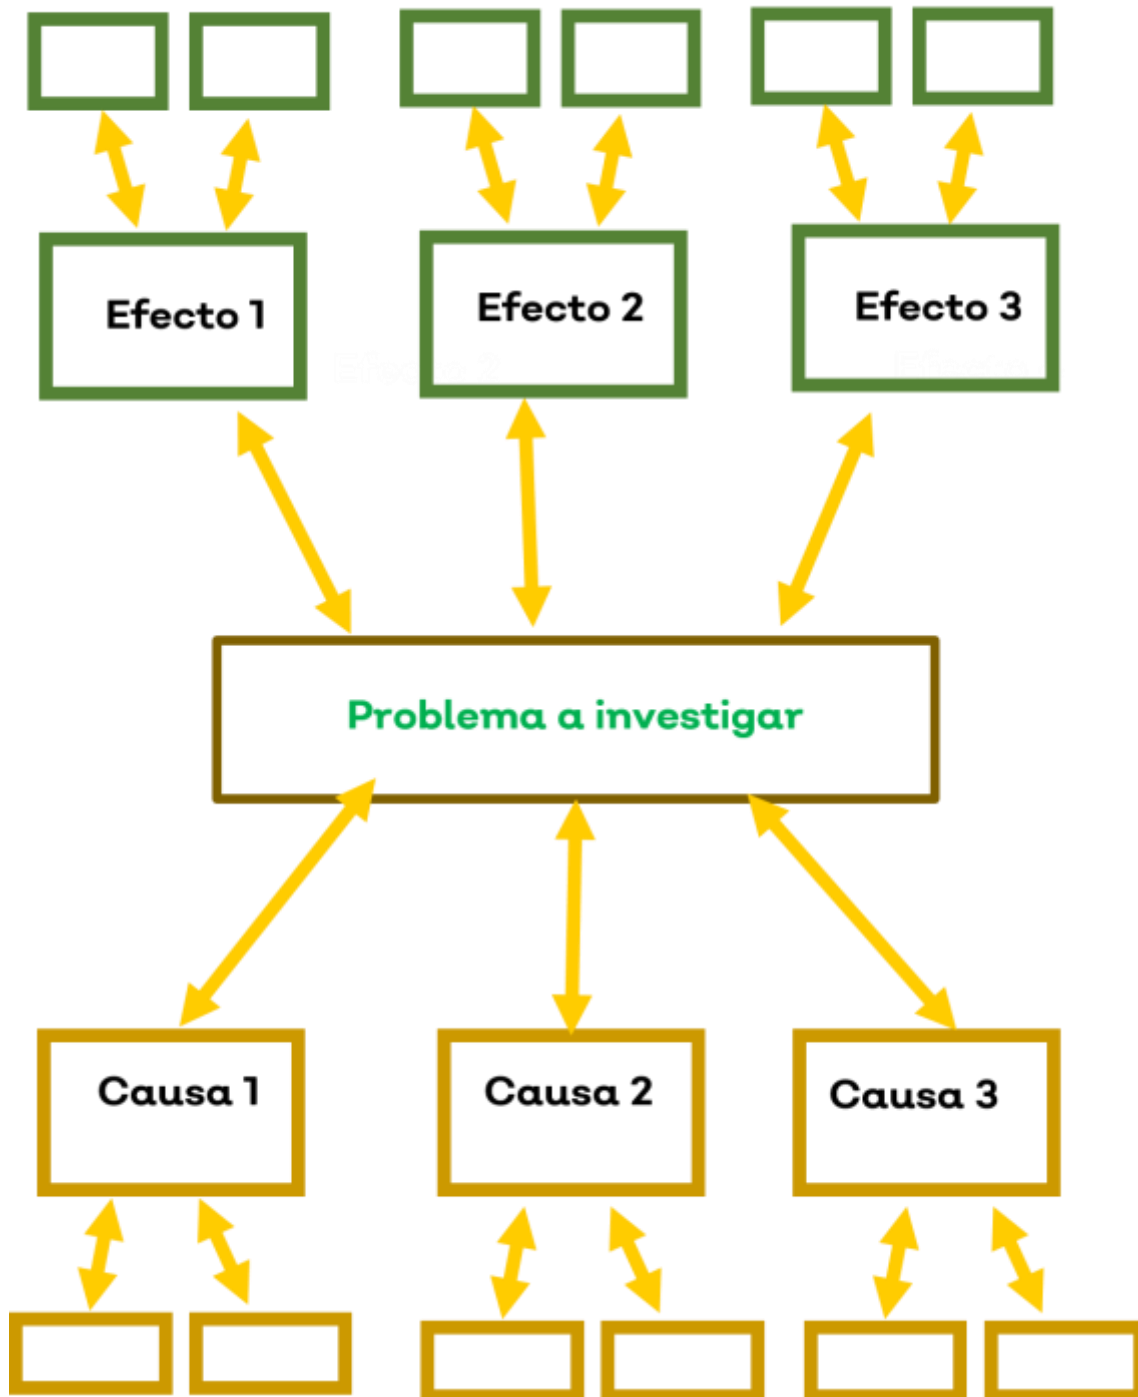 Efecto 1
Efecto 2
Efecto 3
Problema a investigar
Causa 1
Causa 2
Causa 3